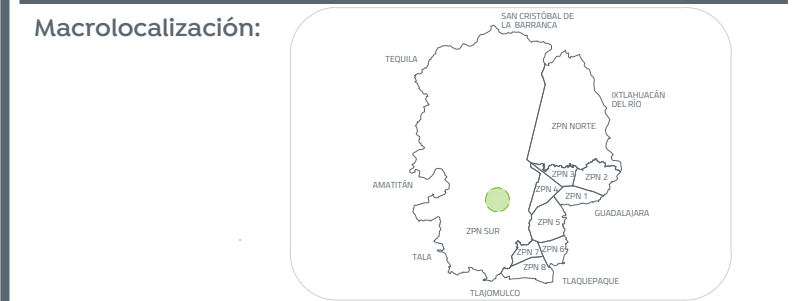 Macrolocalización:
SAN CRISTÓBAL DE
LA BARRANCA
TEQUILA
IXTLAHUACÁN
DEL RÍO
ZPN NORTE
ZPN 3
ZPN 2
AMATITÁN
ZPN 4
ZPN 1
GUADALAJARA
ZPN 5
ZPN SUR
ZPN 7
ZPN 6
TALA
ZPN 8
TLAQUEPAQUE
TLAJOMULCO